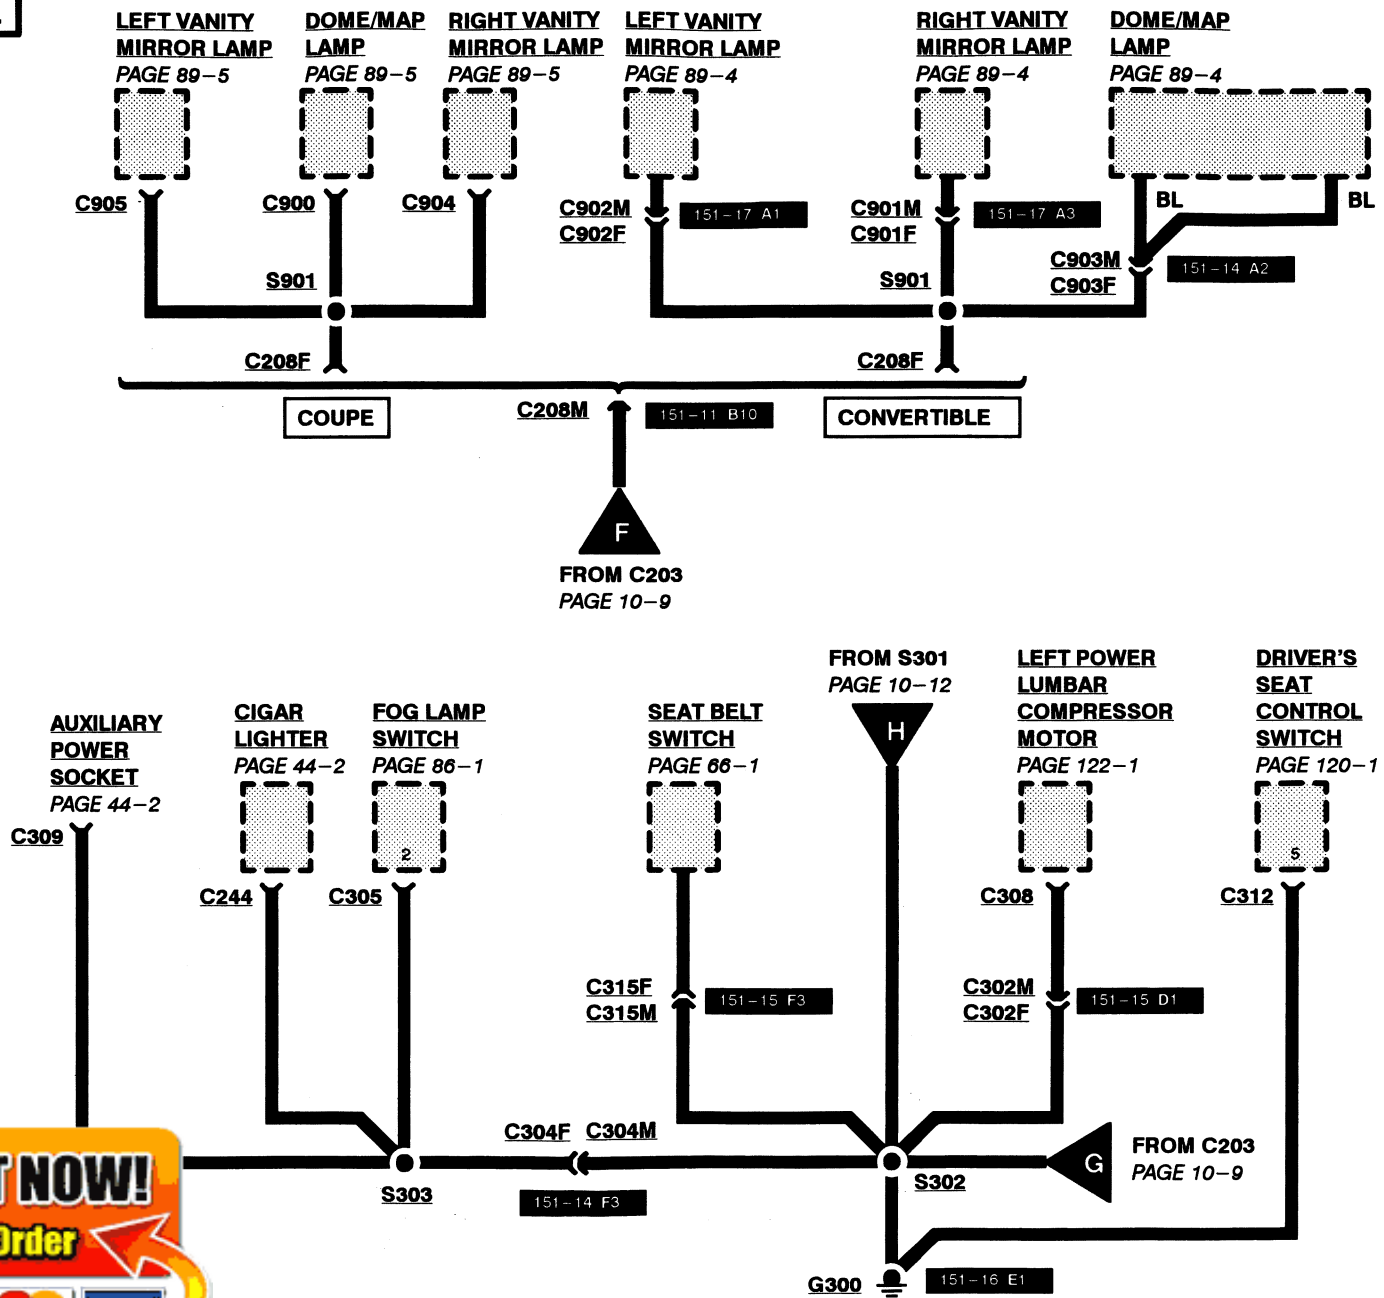 LEFT VANITY
MIRROR LAMP
PAGE 89-5
DOME/MAP
LAMP
PAGE 89-5
RIGHT VANITY
MIRROR LAMP
PAGE 89-5
LEFT VANITY
MIRROR LAMP
PAGE 89-4
RIGHT VANITY
MIRROR LAMP
PAGE 89-4
DOME/MAP
LAMP
PAGE 89-4
C905
C900
C904
C902M
C902F
151-17 A1
C901M
C901F
151-17 A3
BL
BL
C903M
C903F
151-14 A2
S901
S901
C208F
C208F
COUPE
C208M
151-11 B10
CONVERTIBLE
F
FROM C203
PAGE 10-9
AUXILIARY
POWER
SOCKET
PAGE 44-2
CIGAR
LIGHTER
PAGE 44-2
FOG LAMP
SWITCH
PAGE 86-1
SEAT BELT
SWITCH
PAGE 66-1
FROM S301
PAGE 10-12
H
LEFT POWER
LUMBAR
COMPRESSOR
MOTOR
PAGE 122-1
DRIVER'S
SEAT
CONTROL
SWITCH
PAGE 120-1
C309
2
5
C244
C305
C308
C312
C315F
C315M
151-15 F3
C302M
C302F
151-15 D1
C304F C304M
S303
151-14 F3
S302
G
FROM C203
PAGE 10-9
NOW!
Order
G300
151-16 E1